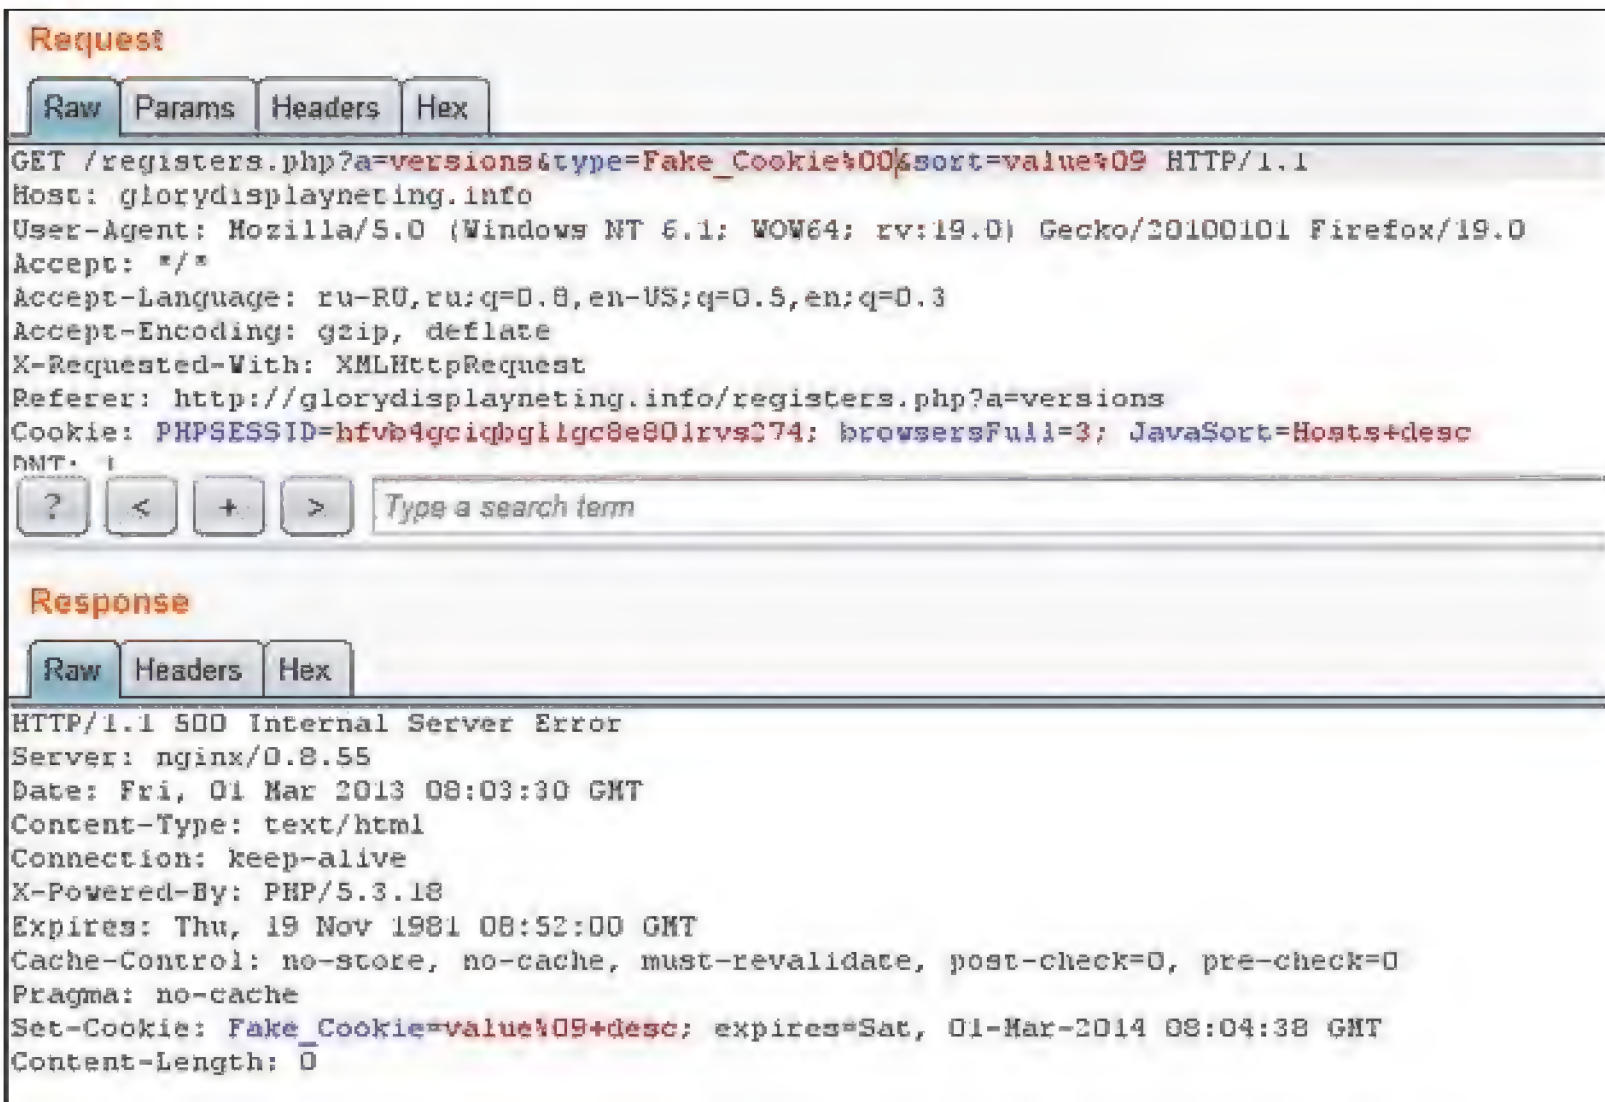 Request
Raw Params Headers Hex
GET /registers.php?a=versions&type=Fake_Cookie%00&sort=value%09 HTTP/1.1
Host: glorydisplayneting.info
User-Agent: Mozilla/5.0 (Windows NT 6.1; WOW64; rv:19.0) Gecko/20100101 Firefox/19.0
Accept: */*
Accept-Language: ru-RU,ru;q=0.8,en-US;q=0.5,en;q=0.3
Accept-Encoding: gzip, deflate
X-Requested-With: XMLHttpRequest
Referer: http://glorydisplayneting.info/registers.php?a=versions
Cookie: browsersFull=3; JavaSort=Hosts+desc
DNT: 1
? < + > Type a search term
Response
Raw Headers Hex
HTTP/1.1 500 Internal Server Error
Server: nginx/0.8.55
Date: Fri, 01 Mar 2013 08:03:30 GMT
Content-Type: text/html
Connection: keep-alive
X-Powered-By: PHP/5.3.18
Expires: Thu, 19 Nov 1981 08:52:00 GMT
Cache-Control: no-store, no-cache, must-revalidate, post-check=0, pre-check=0
Pragma: no-cache
Set-Cookie: Fake_Cookie=value%09+desc; expires=Sat, 01-Mar-2014 08:04:38 GMT
Content-Length: 0